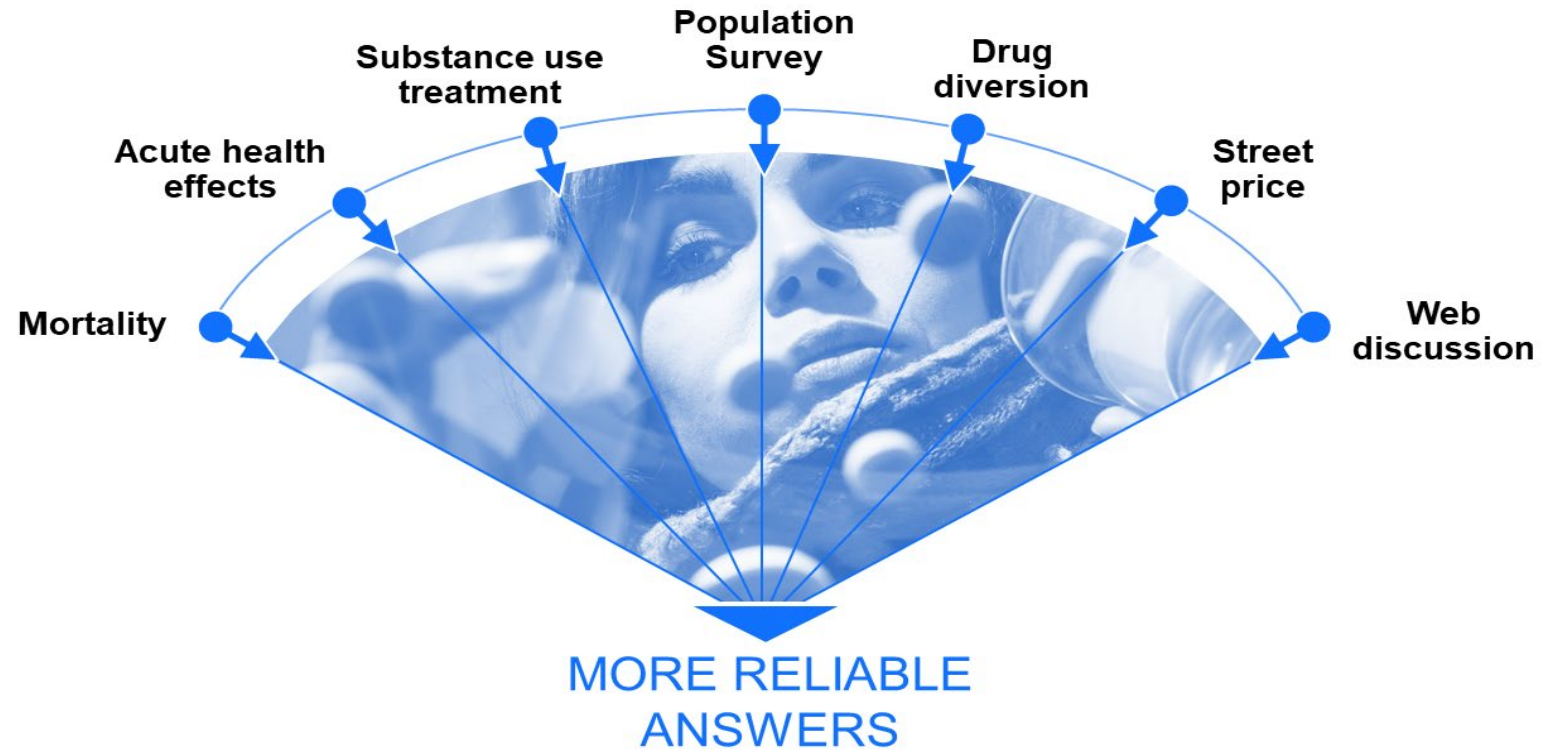 Population
Survey
Substance use
treatment
Drug
diversion
Acute health
effects
Street
price
Mortality
Web
discussion
MORE RELIABLE
ANSWERS